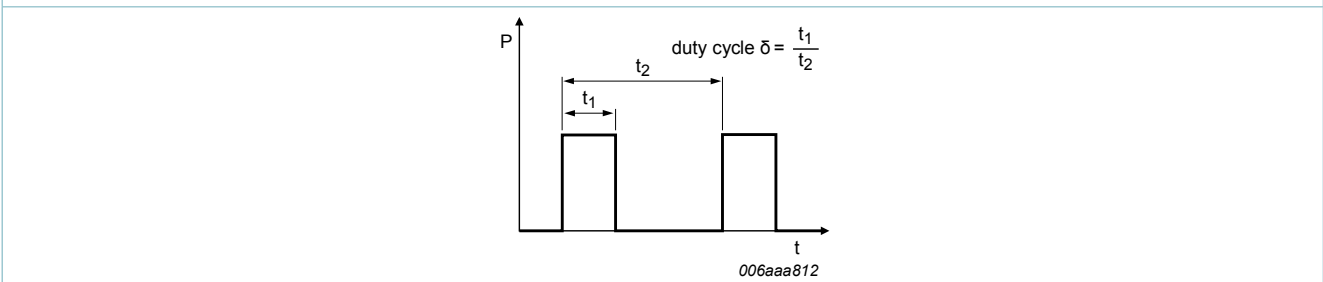 P
duty cycle δ = t1
t2
t2
t1
t
006aaa812